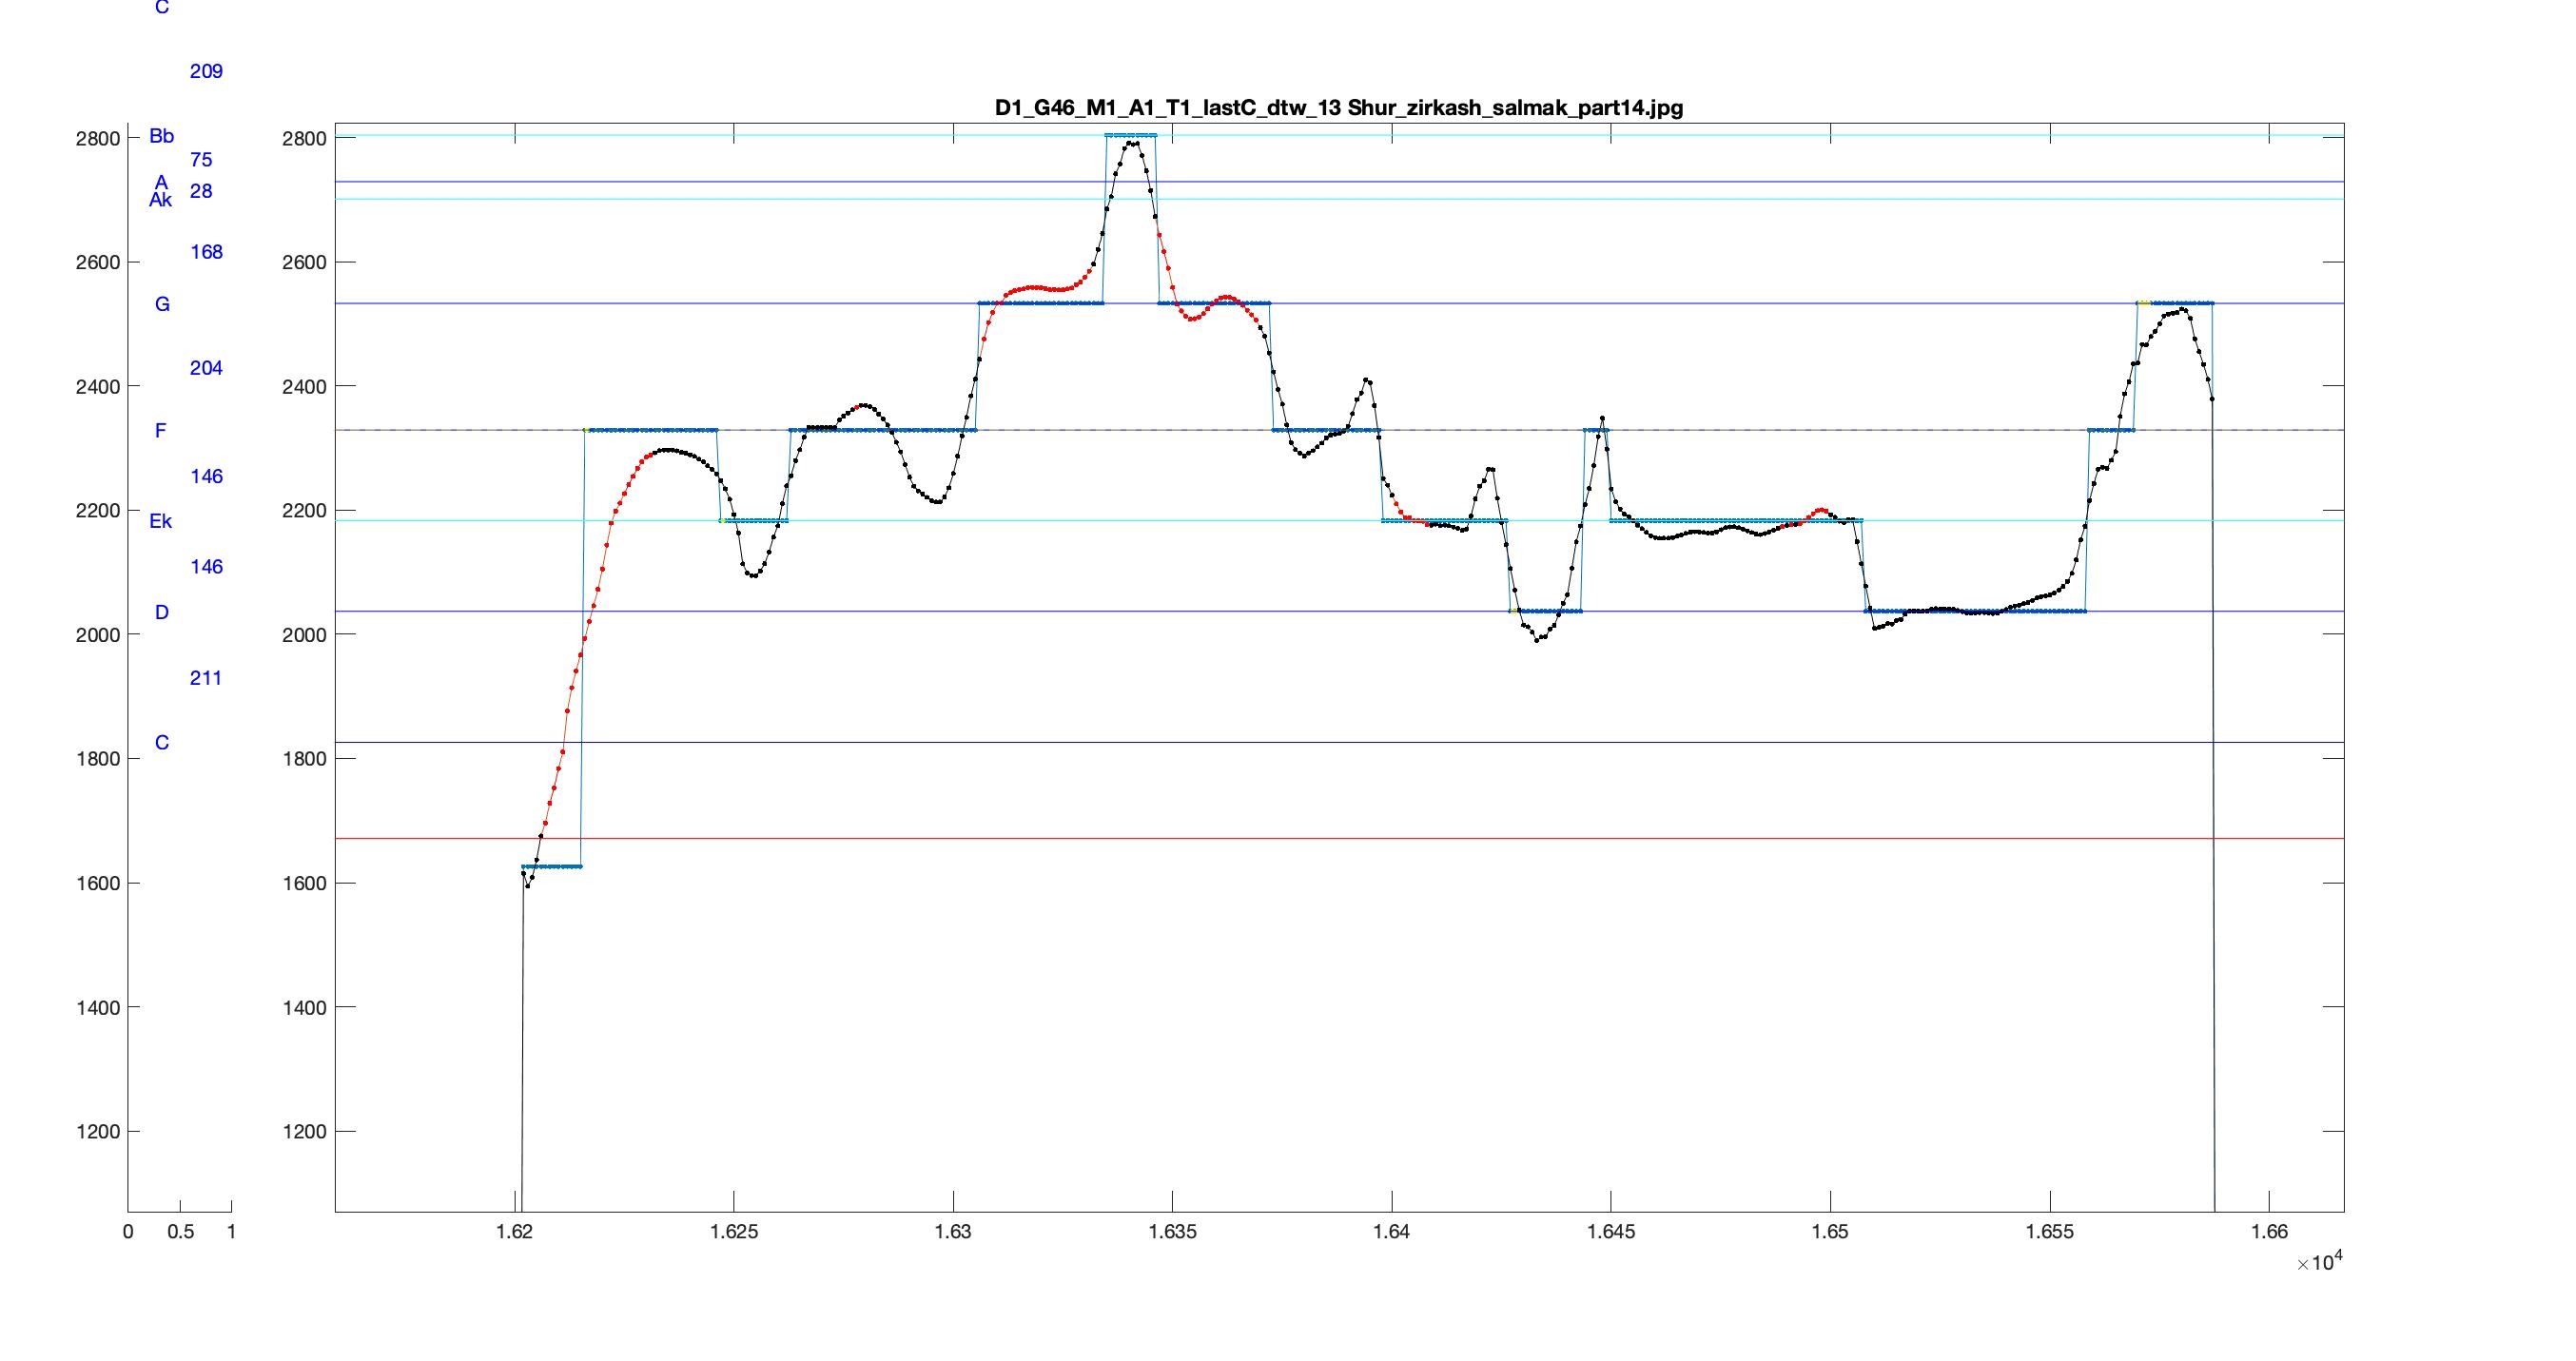 C
209
D1_G46_M1_A1_T1_lastC_dtw_13 Shur_zirkash_salmak_part14.jpg
2800 Bb 2800
75
A
28
Ak
168
2600 2600
G
204
2400 2400
F
146
2200 Ek 2200
146
D
2000 2000
211
C
1800 1800
1600 1600
1400 1400
1200 1200
0 0.5 1 1.62 1.625 1.63 1.635 1.64 1.645 1.65 1.655 1.66
×10⁴